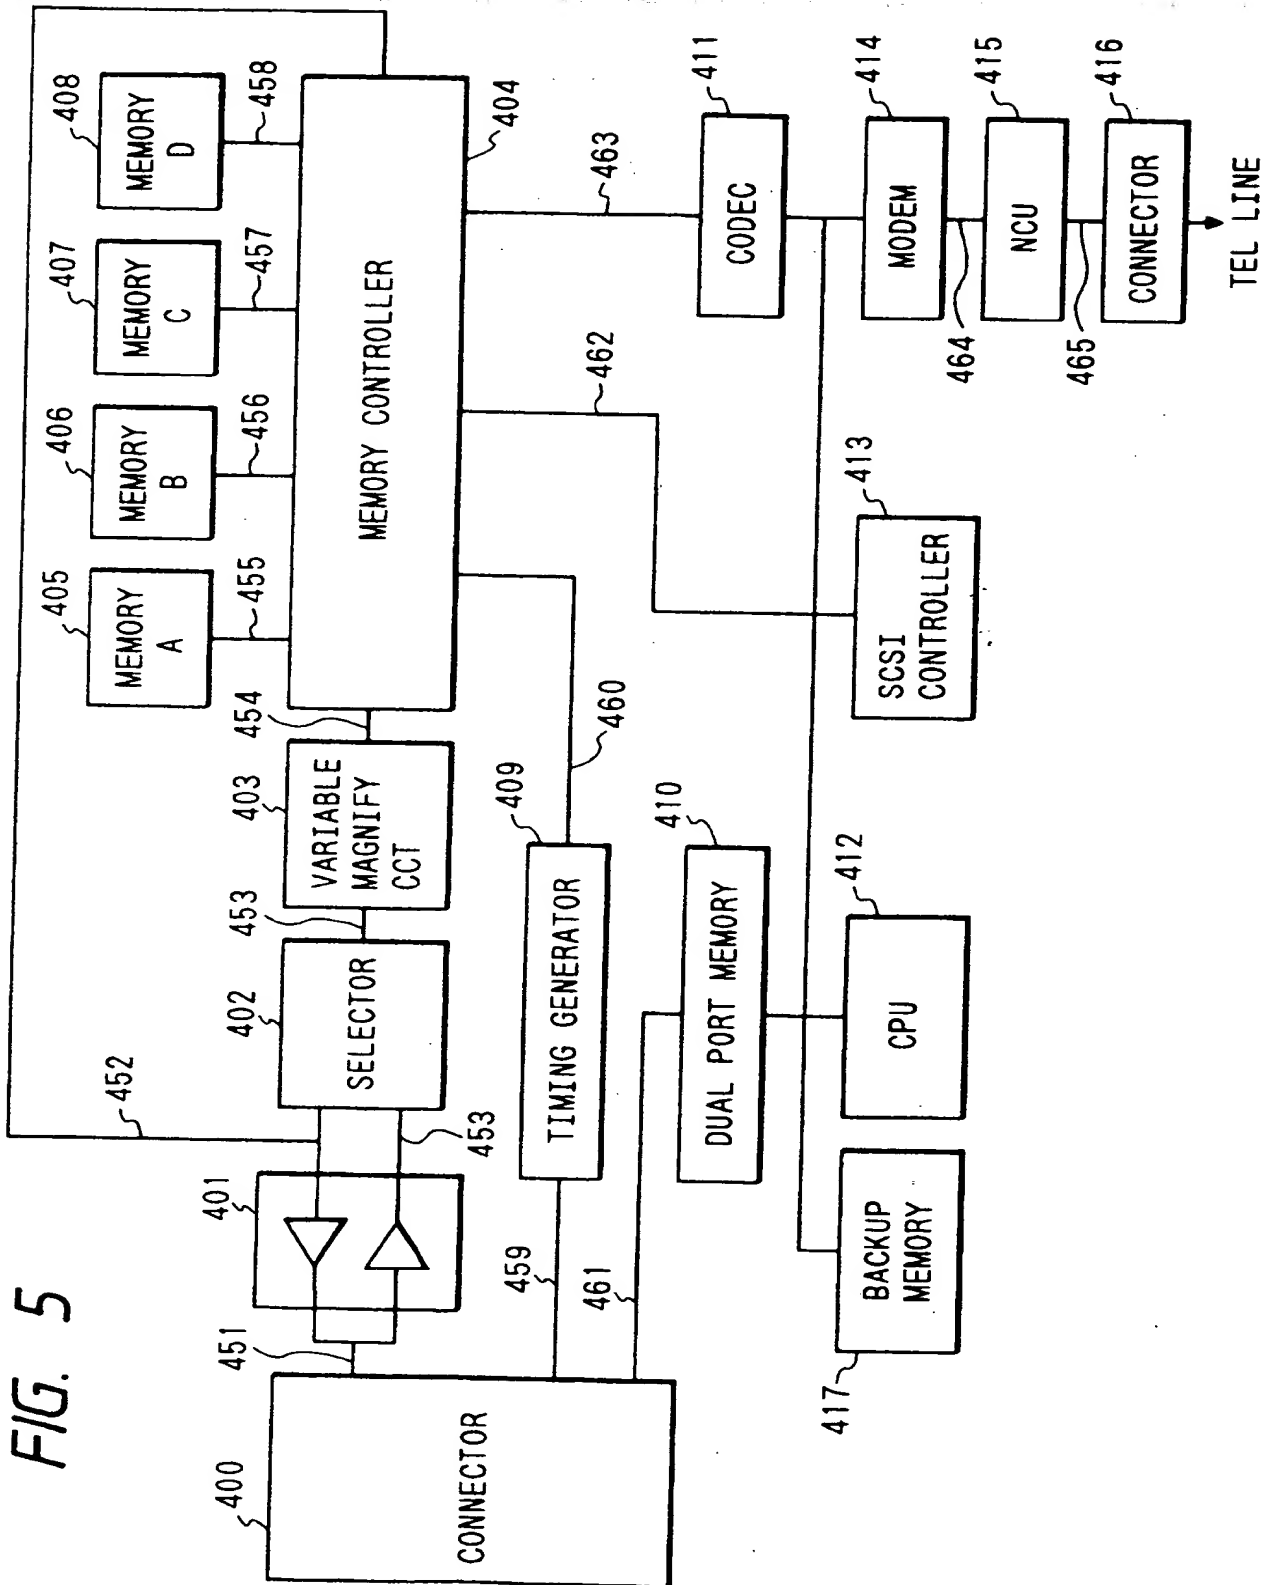 FIG. 5
408
MEMORY
D
458
407
MEMORY
C
457
406
MEMORY
B
456
405
MEMORY
A
455
MEMORY CONTROLLER
404
454
403
VARIABLE
MAGNIFY
CCT
453
402
SELECTOR
452
453
401
451
400
CONNECTOR
459
461
409
TIMING GENERATOR
460
410
DUAL PORT MEMORY
462
463
411
CODEC
414
MODEM
464
415
NCU
465
416
CONNECTOR
TEL LINE
413
SCSI
CONTROLLER
412
CPU
417
BACKUP
MEMORY